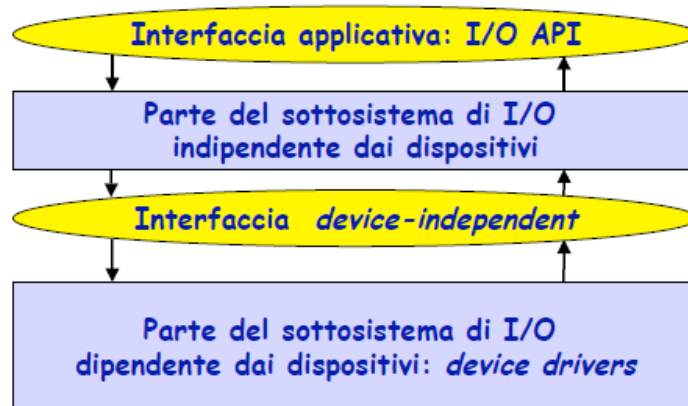 Interfaccia applicativa: I/O API
Parte del sottosistema di I/O
indipendente dai dispositivi
Interfaccia device-independent
Parte del sottosistema di I/O
dipendente dai dispositivi: device drivers